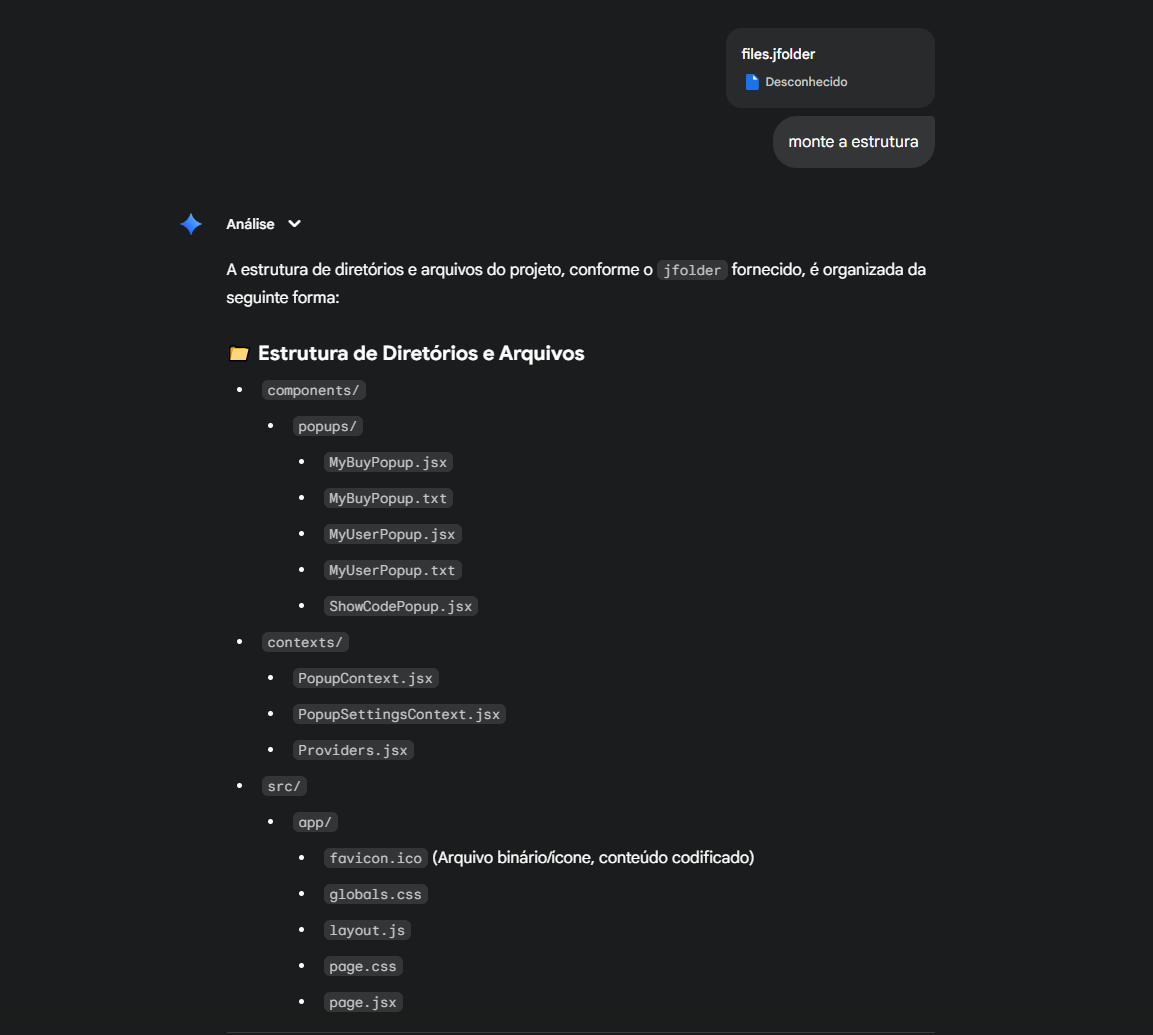 files.jfolder
Desconhecido
monte a estrutura
Análise
A estrutura de diretórios e arquivos do projeto, conforme o jfolder fornecido, é organizada da
seguinte forma:
Estrutura de Diretórios e Arquivos
components/
popups/
MyBuyPopup.jsx
MyBuyPopup.txt
MyUserPopup.jsx
MyUserPopup.txt
ShowCodePopup.jsx
contexts/
PopupContext.jsx
PopupSettingsContext.jsx
Providers.jsx
src/
app/
favicon.ico (Arquivo binário/ícone, conteúdo codificado)
globals.css
layout.js
page.css
page.jsx